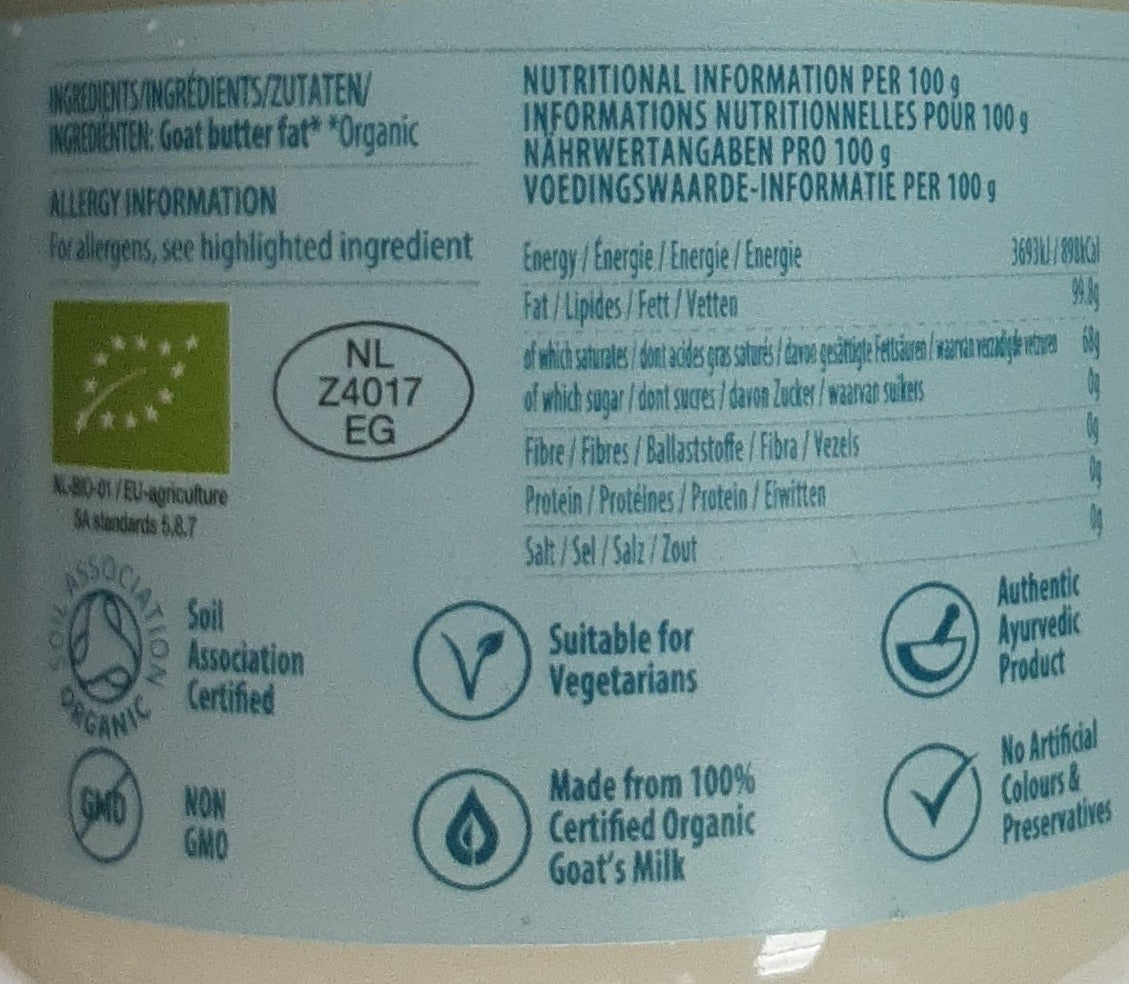 INGREDIENTS/INGRÉDIENTS/ZUTATEN/
INGREDIËNTEN: Goat butter fat* *Organic
ALLERGY INFORMATION
For allergens, see highlighted ingredient
NL
Z4017
EG
NL-BIO-01 / EU-agriculture
SA standards 5.8.7
NUTRITIONAL INFORMATION PER 100 g
INFORMATIONS NUTRITIONNELLES POUR 100 g
NÄHRWERTANGABEN PRO 100 g
VOEDINGSWAARDE-INFORMATIE PER 100 g
Energy / Énergie / Energie / Energie 3693kJ / 898kCal
Fat / Lipides / Fett / Vetten 99.8g
of which saturates / dont acides gras saturés / davon gesättigte Fettsäuren / waarvan verzadigde vetzuren 68g
of which sugar / dont sucres / davon Zucker / waarvan suikers 0g
Fibre / Fibres / Ballaststoffe / Fibra / Vezels 0g
Protein / Protéines / Protein / Eiwitten 0g
Salt / Sel / Salz / Zout 0g
SOIL ASSOCIATION
ORGANIC
Soil
Association
Certified
Suitable for
Vegetarians
Authentic
Ayurvedic
Product
GMO
NON
GMO
Made from 100%
Certified Organic
Goat's Milk
No Artificial
Colours &
Preservatives